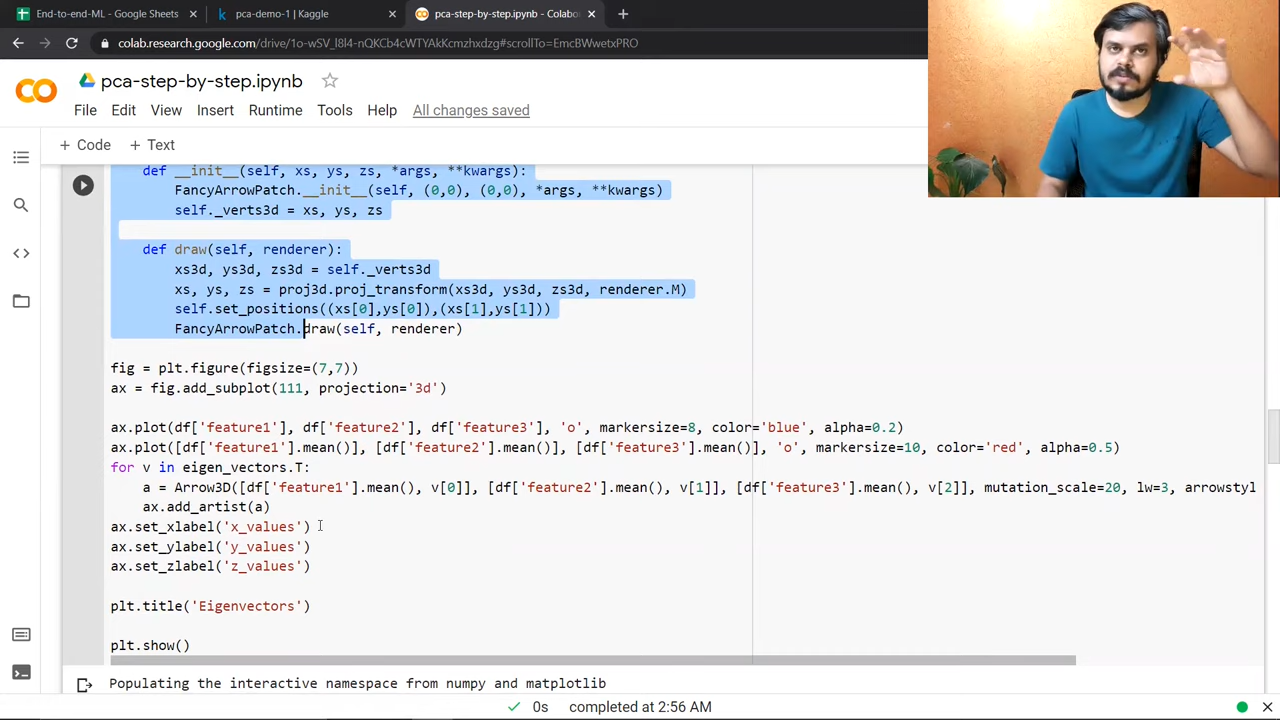 End-to-end-ML - Google Sheets
pca-demo-1 | Kaggle
pca-step-by-step.ipynb - Colabo
colab.research.google.com/drive/1o-wSV_l8l4-nQKCb4cWTYAkKcmzhxdzg#scrollTo=EmcBWwetxPRO
pca-step-by-step.ipynb
File Edit View Insert Runtime Tools Help All changes saved
+ Code + Text
def __init__(self, xs, ys, zs, *args, **kwargs):
FancyArrowPatch.__init__(self, (0,0), (0,0), *args, **kwargs)
self._verts3d = xs, ys, zs
def draw(self, renderer):
xs3d, ys3d, zs3d = self._verts3d
xs, ys, zs = proj3d.proj_transform(xs3d, ys3d, zs3d, renderer.M)
self.set_positions((xs[0],ys[0]),(xs[1],ys[1]))
FancyArrowPatch.draw(self, renderer)
fig = plt.figure(figsize=(7,7))
ax = fig.add_subplot(111, projection='3d')
ax.plot(df['feature1'], df['feature2'], df['feature3'], 'o', markersize=8, color='blue', alpha=0.2)
ax.plot([df['feature1'].mean()], [df['feature2'].mean()], [df['feature3'].mean()], 'o', markersize=10, color='red', alpha=0.5)
for v in eigen_vectors.T:
a = Arrow3D([df['feature1'].mean(), v[0]], [df['feature2'].mean(), v[1]], [df['feature3'].mean(), v[2]], mutation_scale=20, lw=3, arrowstyl
ax.add_artist(a)
ax.set_xlabel('x_values')
ax.set_ylabel('y_values')
ax.set_zlabel('z_values')
plt.title('Eigenvectors')
plt.show()
Populating the interactive namespace from numpy and matplotlib
0s completed at 2:56 AM